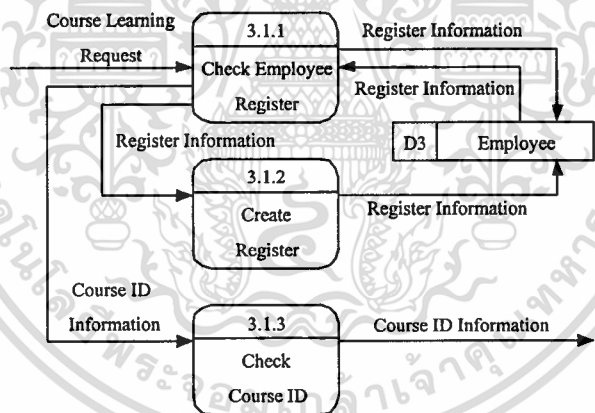 Course Learning
Request
3.1.1
Check Employee
Register
Register Information
Register Information
D3 Employee
Register Information
3.1.2
Create
Register
Register Information
Course ID
Information
3.1.3
Check
Course ID
Course ID Information